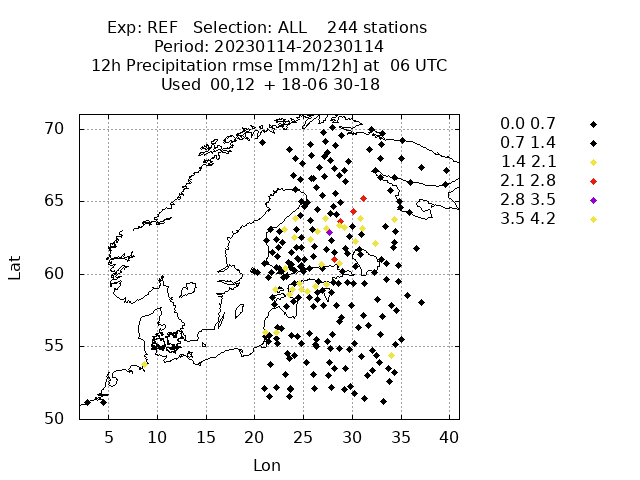 Exp: REF   Selection: ALL    244 stations
Period: 20230114-20230114
12h Precipitation rmse [mm/12h] at  06 UTC
Used  00,12  + 18-06 30-18
0.0 0.7
0.7 1.4
1.4 2.1
2.1 2.8
2.8 3.5
3.5 4.2
70
65
60
55
50
Lat
5 10 15 20 25 30 35 40
Lon